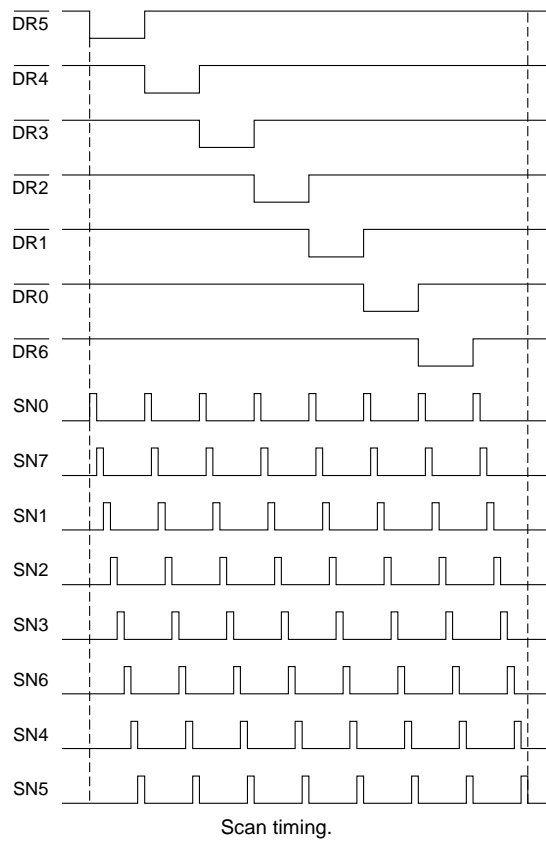 DR5
DR4
DR3
DR2
DR1
DR0
DR6
SN0
SN7
SN1
SN2
SN3
SN6
SN4
SN5
Scan timing.